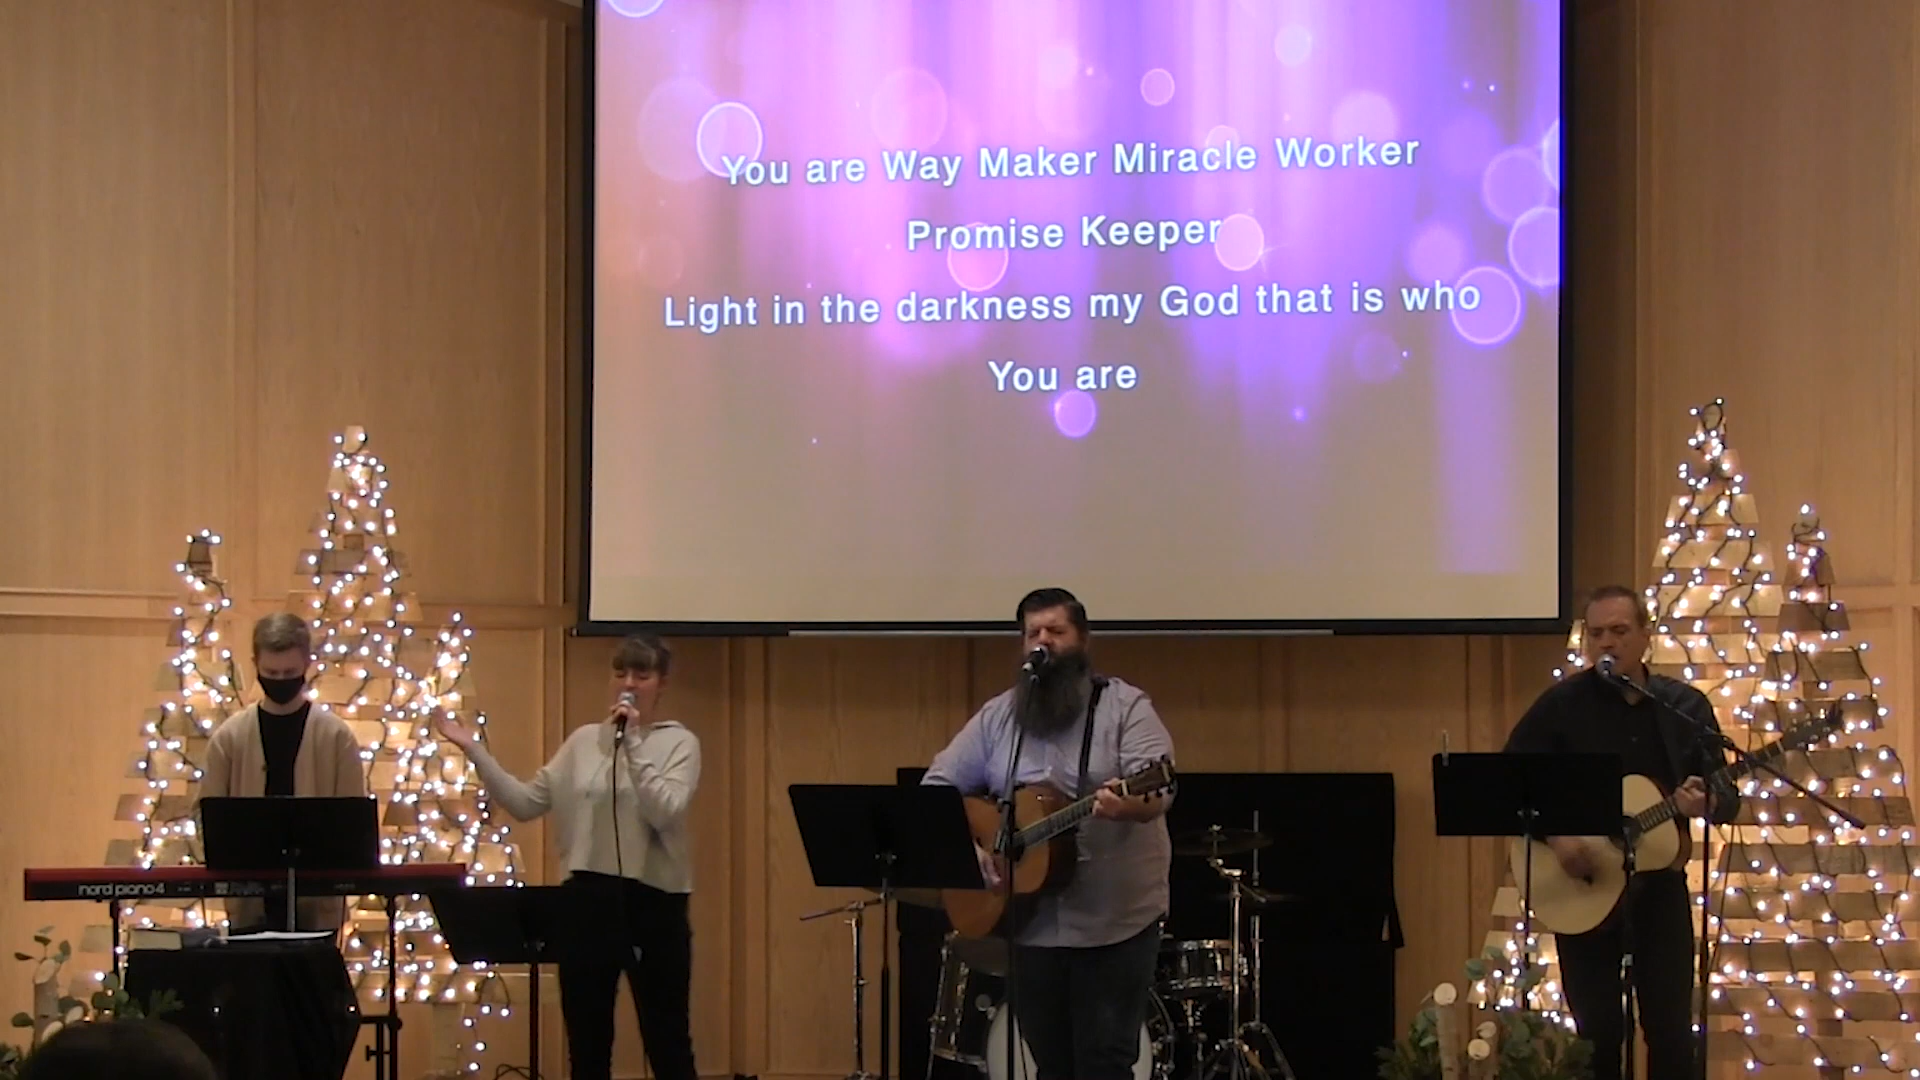 You are Way Maker Miracle Worker
Promise Keeper
Light in the darkness my God that is who
You are
nord piano 4